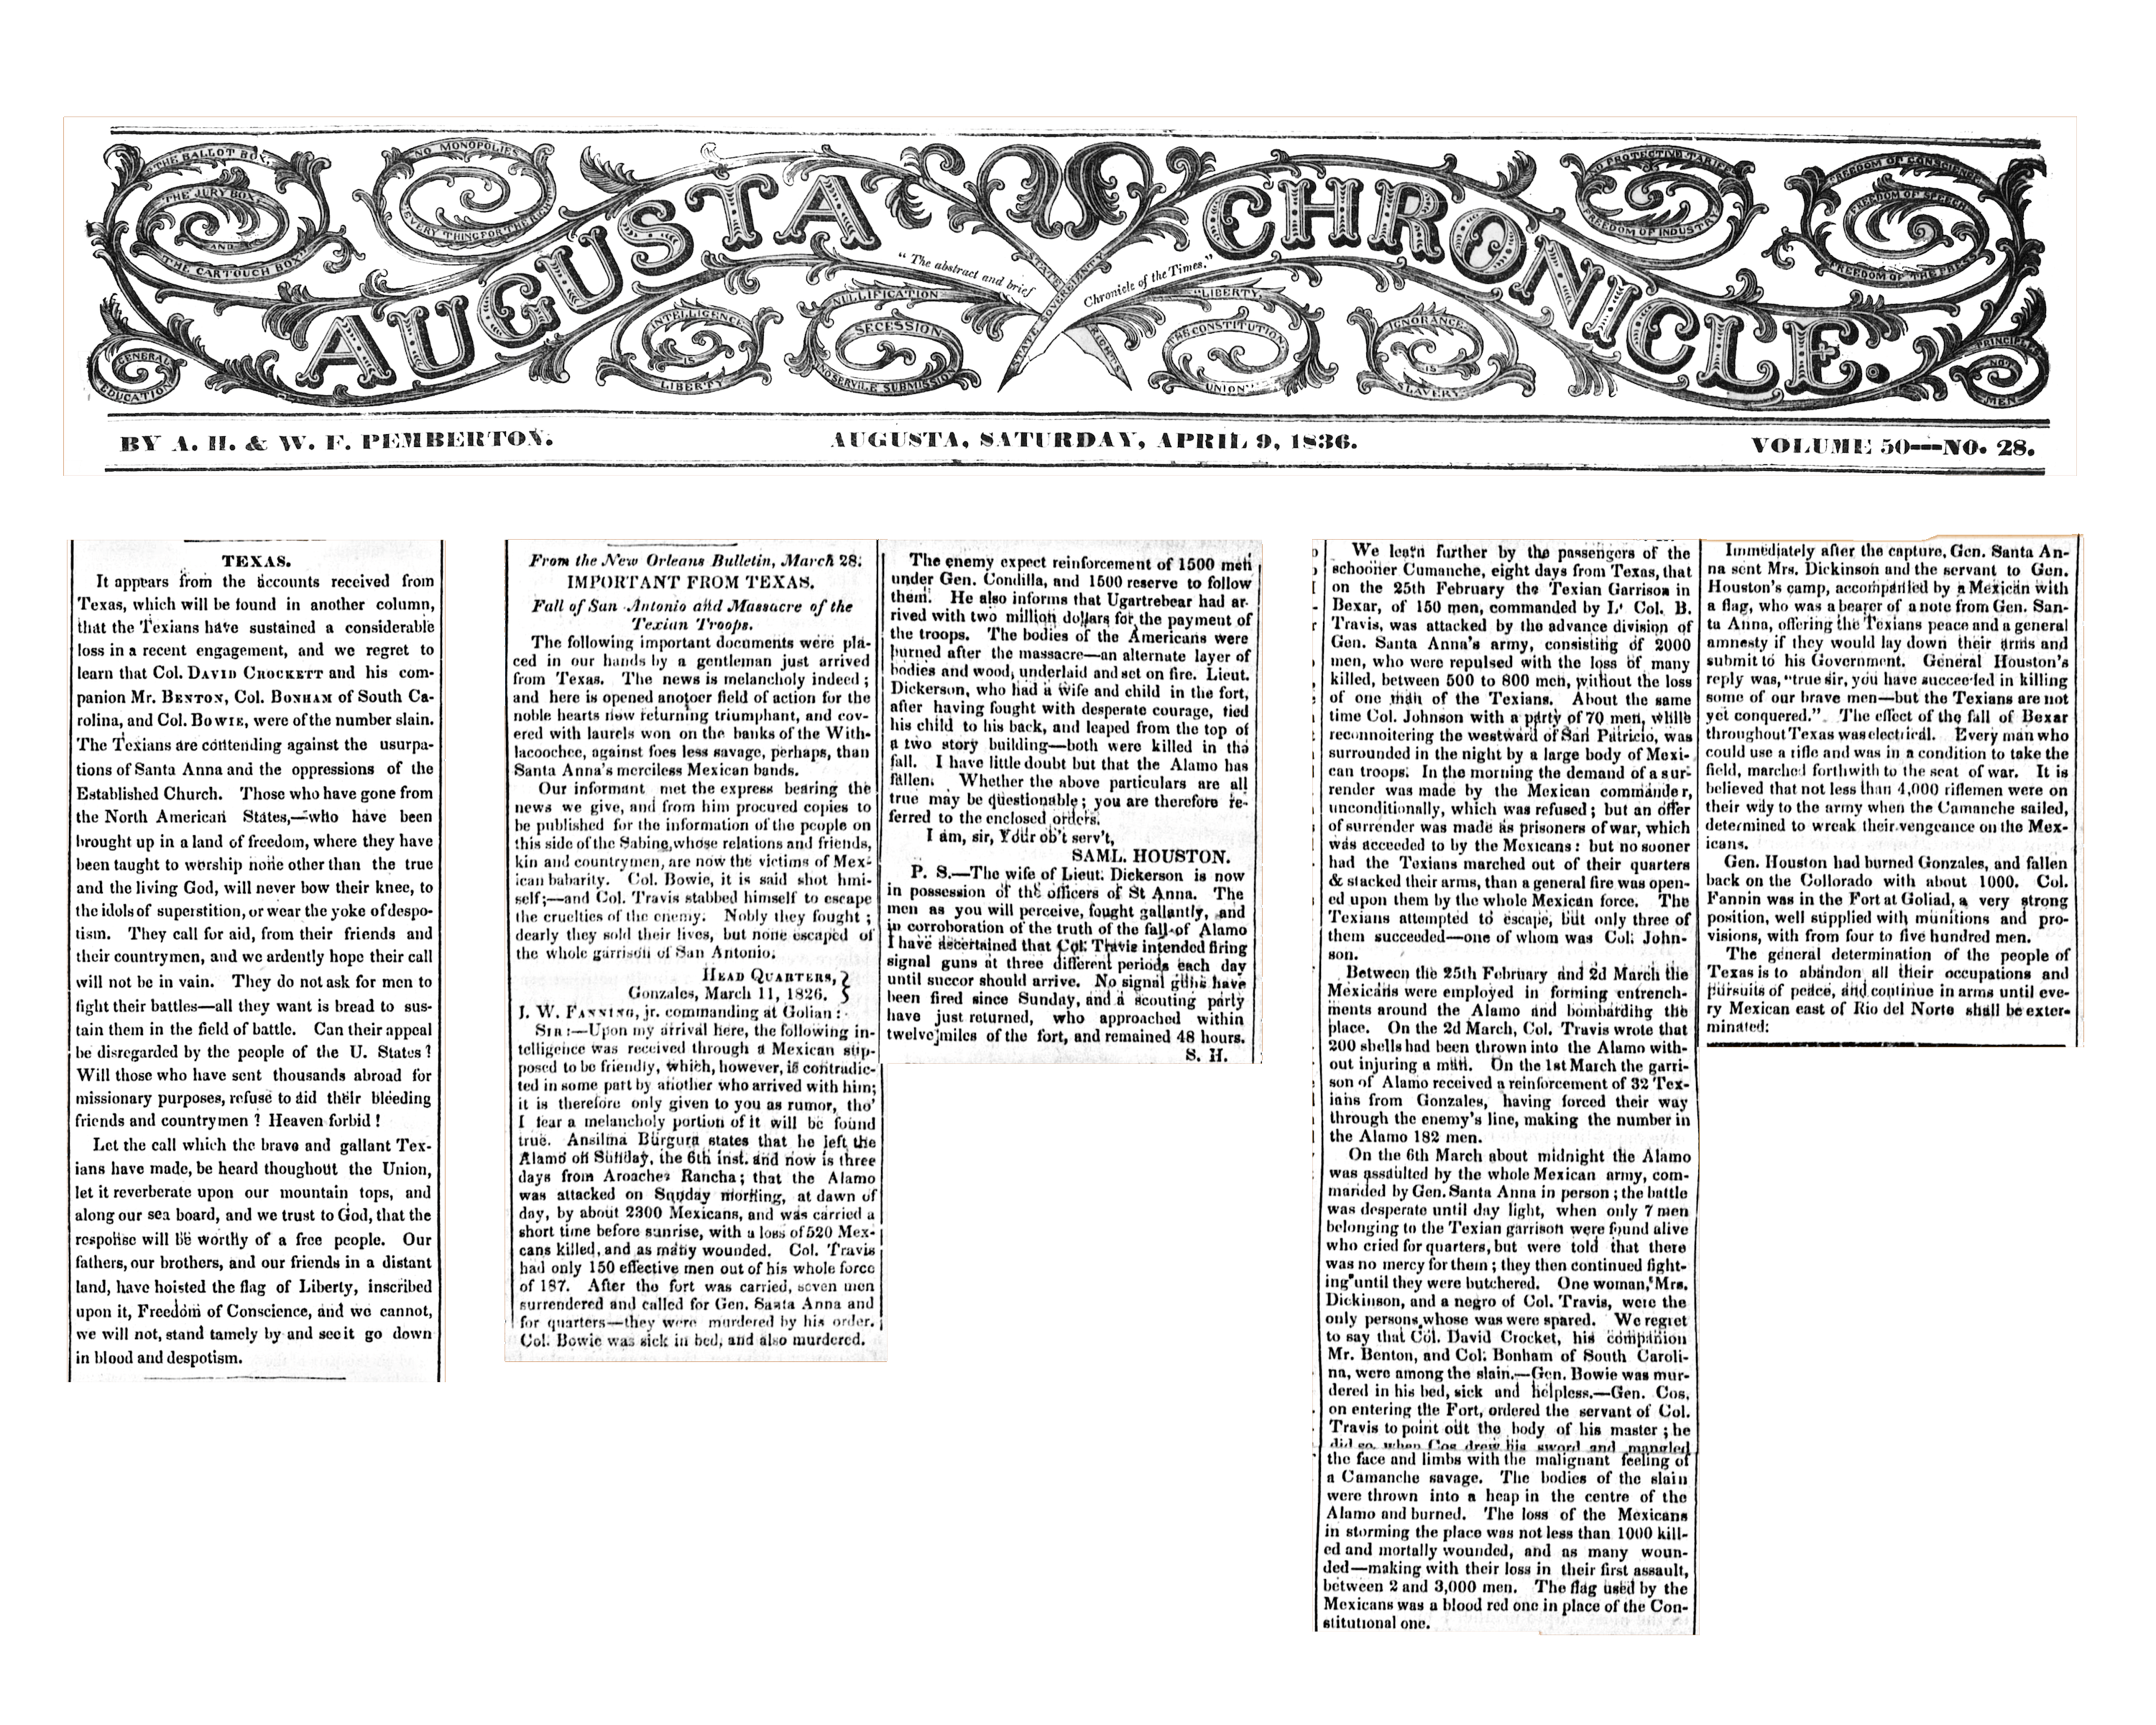 THE BALLOT BOX,
THE JURY BOX,
AND
THE CARTOUCH BOX
NO MONOPOLIES
EVERY THING FOR THE
AUGUSTA CHRONICLE.
NO PROTECTIVE TARIFF
FREEDOM OF INDUSTRY
FREEDOM OF CONSCIENCE
FREEDOM OF SPEECH
FREEDOM OF THE PRESS
"The abstract and brief
Chronicle of the Times."
STATE SOVEREIGNTY
STATE RIGHTS
GENERAL
EDUCATION
INTELLIGENCE
IS
LIBERTY
NULLIFICATION
SECESSION
NO SERVILE SUBMISSION
"LIBERTY,
THE CONSTITUTION
UNION"
IGNORANCE
IS
SLAVERY
PRINCIPLES
NOT
MEN
BY A. H. & W. F. PEMBERTON.
AUGUSTA, SATURDAY, APRIL 9, 1836.
VOLUME 50---NO. 28.
TEXAS.
It appears from the accounts received from
Texas, which will be found in another column,
that the Texians have sustained a considerable
loss in a recent engagement, and we regret to
learn that Col. DAVID CROCKETT and his com-
panion Mr. BENTON, Col. BONHAM of South Ca-
rolina, and Col. BOWIE, were of the number slain.
The Texians are contending against the usurpa-
tions of Santa Anna and the oppressions of the
Established Church. Those who have gone from
the North American States,—who have been
brought up in a land of freedom, where they have
been taught to worship none other than the true
and the living God, will never bow their knee, to
the idols of superstition, or wear the yoke of despo-
tism. They call for aid, from their friends and
their countrymen, and we ardently hope their call
will not be in vain. They do not ask for men to
fight their battles—all they want is bread to sus-
tain them in the field of battle. Can their appeal
be disregarded by the people of the U. States?
Will those who have sent thousands abroad for
missionary purposes, refuse to aid their bleeding
friends and countrymen? Heaven forbid!
Let the call which the brave and gallant Tex-
ians have made, be heard thoughout the Union,
let it reverberate upon our mountain tops, and
along our sea board, and we trust to God, that the
response will be worthy of a free people. Our
fathers, our brothers, and our friends in a distant
land, have hoisted the flag of Liberty, inscribed
upon it, Freedom of Conscience, and we cannot,
we will not, stand tamely by and see it go down
in blood and despotism.
From the New Orleans Bulletin, March 28.
IMPORTANT FROM TEXAS.
Fall of San Antonio and Massacre of the
Texian Troops.
The following important documents were pla-
ced in our hands by a gentleman just arrived
from Texas. The news is melancholy indeed;
and here is opened anotoer field of action for the
noble hearts now returning triumphant, and cov-
ered with laurels won on the banks of the With-
lacoochee, against foes less savage, perhaps, than
Santa Anna's merciless Mexican bands.
Our informant met the express bearing the
news we give, and from him procured copies to
be published for the information of the people on
this side of the Sabine, whose relations and friends,
kin and countrymen, are now the victims of Mex-
ican babarity. Col. Bowie, it is said shot hmi-
self;—and Col. Travis stabbed himself to escape
the cruelties of the enemy. Nobly they fought;
dearly they sold their lives, but none escaped of
the whole garrison of San Antonio.
HEAD QUARTERS,
Gonzales, March 11, 1826.
J. W. FANNING, jr. commanding at Golian:
SIR:—Upon my arrival here, the following in-
telligence was received through a Mexican sup-
posed to be friendly, which, however, is contradic-
ted in some part by another who arrived with him;
it is therefore only given to you as rumor, tho'
I fear a melancholy portion of it will be found
true. Ansilma Burgura states that he left the
Alamo on Sunday, the 6th inst. and now is three
days from Aroaches Rancha; that the Alamo
was attacked on Sunday morning, at dawn of
day, by about 2300 Mexicans, and was carried a
short time before sunrise, with a loss of 520 Mex-
cans killed, and as many wounded. Col. Travis
had only 150 effective men out of his whole force
of 187. After the fort was carried, seven men
surrendered and called for Gen. Santa Anna and
for quarters—they were murdered by his order.
Col. Bowie was sick in bed, and also murdered.
The enemy expect reinforcement of 1500 men
under Gen. Condilla, and 1500 reserve to follow
them. He also informs that Ugartrebear had ar-
rived with two million dollars for the payment of
the troops. The bodies of the Americans were
burned after the massacre—an alternate layer of
bodies and wood, underlaid and set on fire. Lieut.
Dickerson, who had a wife and child in the fort,
after having fought with desperate courage, tied
his child to his back, and leaped from the top of
a two story building—both were killed in the
fall. I have little doubt but that the Alamo has
fallen. Whether the above particulars are all
true may be questionable; you are therefore re-
ferred to the enclosed orders.
I am, sir, Your ob't serv't,
SAML. HOUSTON.
P. S.—The wife of Lieut. Dickerson is now
in possession of the officers of St Anna. The
men as you will perceive, fought gallantly, and
in corroboration of the truth of the fall of Alamo
I have ascertained that Col. Travis intended firing
signal guns at three different periods each day
until succor should arrive. No signal guns have
been fired since Sunday, and a scouting party
have just returned, who approached within
twelve miles of the fort, and remained 48 hours.
S. H.
We learn further by the passengers of the
schooner Cumanche, eight days from Texas, that
on the 25th February the Texian Garrison in
Bexar, of 150 men, commanded by L' Col. B.
Travis, was attacked by the advance division of
Gen. Santa Anna's army, consisting of 2000
men, who were repulsed with the loss of many
killed, between 500 to 800 men, without the loss
of one man of the Texians. About the same
time Col. Johnson with a party of 70 men, while
reconnoitering the westward of San Patricio, was
surrounded in the night by a large body of Mexi-
can troops. In the morning the demand of a sur-
render was made by the Mexican commander,
unconditionally, which was refused; but an offer
of surrender was made as prisoners of war, which
was acceeded to by the Mexicans: but no sooner
had the Texians marched out of their quarters
& stacked their arms, than a general fire was open-
ed upon them by the whole Mexican force. The
Texians attempted to escape, but only three of
them succeeded—one of whom was Col. John-
son.
Between the 25th February and 2d March the
Mexicans were employed in forming entrench-
ments around the Alamo and bombarding the
place. On the 2d March, Col. Travis wrote that
200 shells had been thrown into the Alamo with-
out injuring a man. On the 1st March the garri-
son of Alamo received a reinforcement of 32 Tex-
ians from Gonzales, having forced their way
through the enemy's line, making the number in
the Alamo 182 men.
On the 6th March about midnight the Alamo
was assaulted by the whole Mexican army, com-
manded by Gen. Santa Anna in person; the battle
was desperate until day light, when only 7 men
belonging to the Texian garrison were found alive
who cried for quarters, but were told that there
was no mercy for them; they then continued fight-
ing until they were butchered. One woman, Mrs.
Dickinson, and a negro of Col. Travis, were the
only persons whose was were spared. We regret
to say that Col. David Crocket, his companion
Mr. Benton, and Col. Bonham of South Caroli-
na, were among the slain.—Gen. Bowie was mur-
dered in his bed, sick and helpless.—Gen. Cos,
on entering the Fort, ordered the servant of Col.
Travis to point out the body of his master; he
did so, when Cos drew his sword and mangled
the face and limbs with the malignant feeling of
a Camanche savage. The bodies of the slain
were thrown into a heap in the centre of the
Alamo and burned. The loss of the Mexicans
in storming the place was not less than 1000 kill-
ed and mortally wounded, and as many woun-
ded—making with their loss in their first assault,
between 2 and 3,000 men. The flag used by the
Mexicans was a blood red one in place of the Con-
stitutional one.
Immediately after the capture, Gen. Santa An-
na sent Mrs. Dickinson and the servant to Gen.
Houston's camp, accompanied by a Mexican with
a flag, who was a bearer of a note from Gen. San-
ta Anna, offering the Texians peace and a general
amnesty if they would lay down their arms and
submit to his Government. General Houston's
reply was, "true sir, you have succeeded in killing
some of our brave men—but the Texians are not
yet conquered." The effect of the fall of Bexar
throughout Texas was electrical. Every man who
could use a rifle and was in a condition to take the
field, marched forthwith to the seat of war. It is
believed that not less than 4,000 riflemen were on
their way to the army when the Camanche sailed,
determined to wreak their vengeance on the Mex-
icans.
Gen. Houston had burned Gonzales, and fallen
back on the Collorado with about 1000. Col.
Fannin was in the Fort at Goliad, a very strong
position, well supplied with munitions and pro-
visions, with from four to five hundred men.
The general determination of the people of
Texas is to abandon all their occupations and
pursuits of peace, and continue in arms until eve-
ry Mexican east of Rio del Norte shall be exter-
minated.